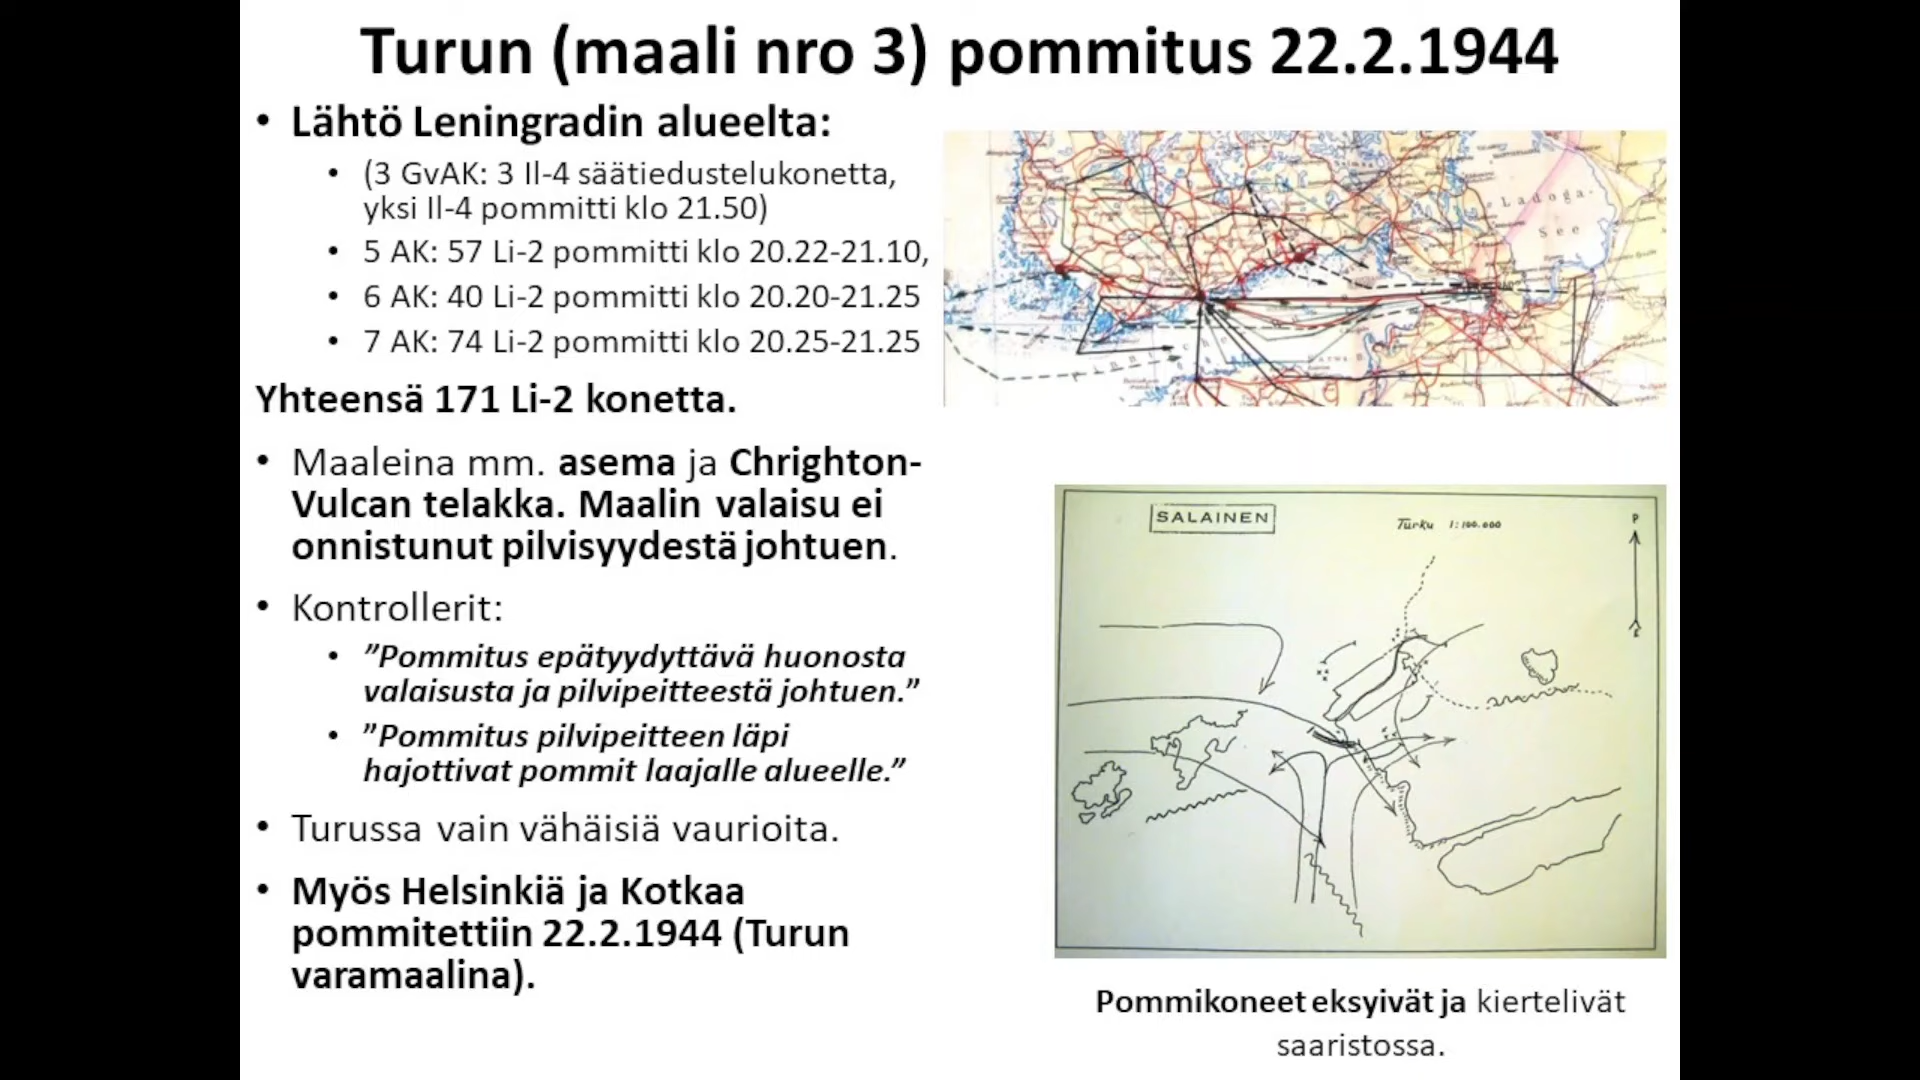 Turun (maali nro 3) pommitus 22.2.1944
• Lähtö Leningradin alueelta:
• (3 GvAK: 3 Il-4 säätiedustelukonetta,
yksi Il-4 pommitti klo 21.50)
• 5 AK: 57 Li-2 pommitti klo 20.22-21.10,
• 6 AK: 40 Li-2 pommitti klo 20.20-21.25
• 7 AK: 74 Li-2 pommitti klo 20.25-21.25
Yhteensä 171 Li-2 konetta.
• Maaleina mm. asema ja Chrighton-
Vulcan telakka. Maalin valaisu ei
onnistunut pilvisyydestä johtuen.
• Kontrollerit:
• ”Pommitus epätyydyttävä huonosta
valaisusta ja pilvipeitteestä johtuen.”
• ”Pommitus pilvipeitteen läpi
hajottivat pommit laajalle alueelle.”
• Turussa vain vähäisiä vaurioita.
• Myös Helsinkiä ja Kotkaa
pommitettiin 22.2.1944 (Turun
varamaalina).
Ladoga-
See
SALAINEN
Turku 1:100.000
P
E
Pommikoneet eksyivät ja kiertelivät
saaristossa.